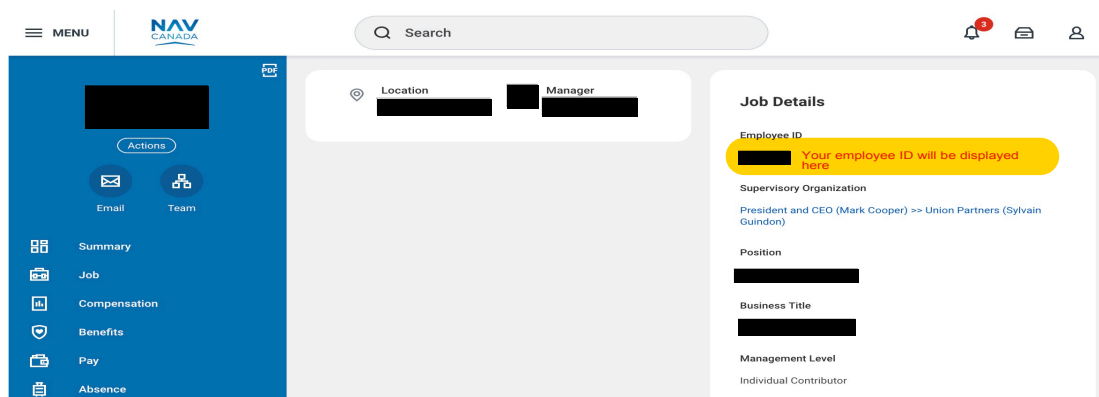 MENU
NAV
CANADA
Search
3
PDF
Actions
Email
Team
Summary
Job
Compensation
Benefits
Pay
Absence
Location
Manager
Job Details
Employee ID
Your employee ID will be displayed
here
Supervisory Organization
President and CEO (Mark Cooper) >> Union Partners (Sylvain
Guindon)
Position
Business Title
Management Level
Individual Contributor